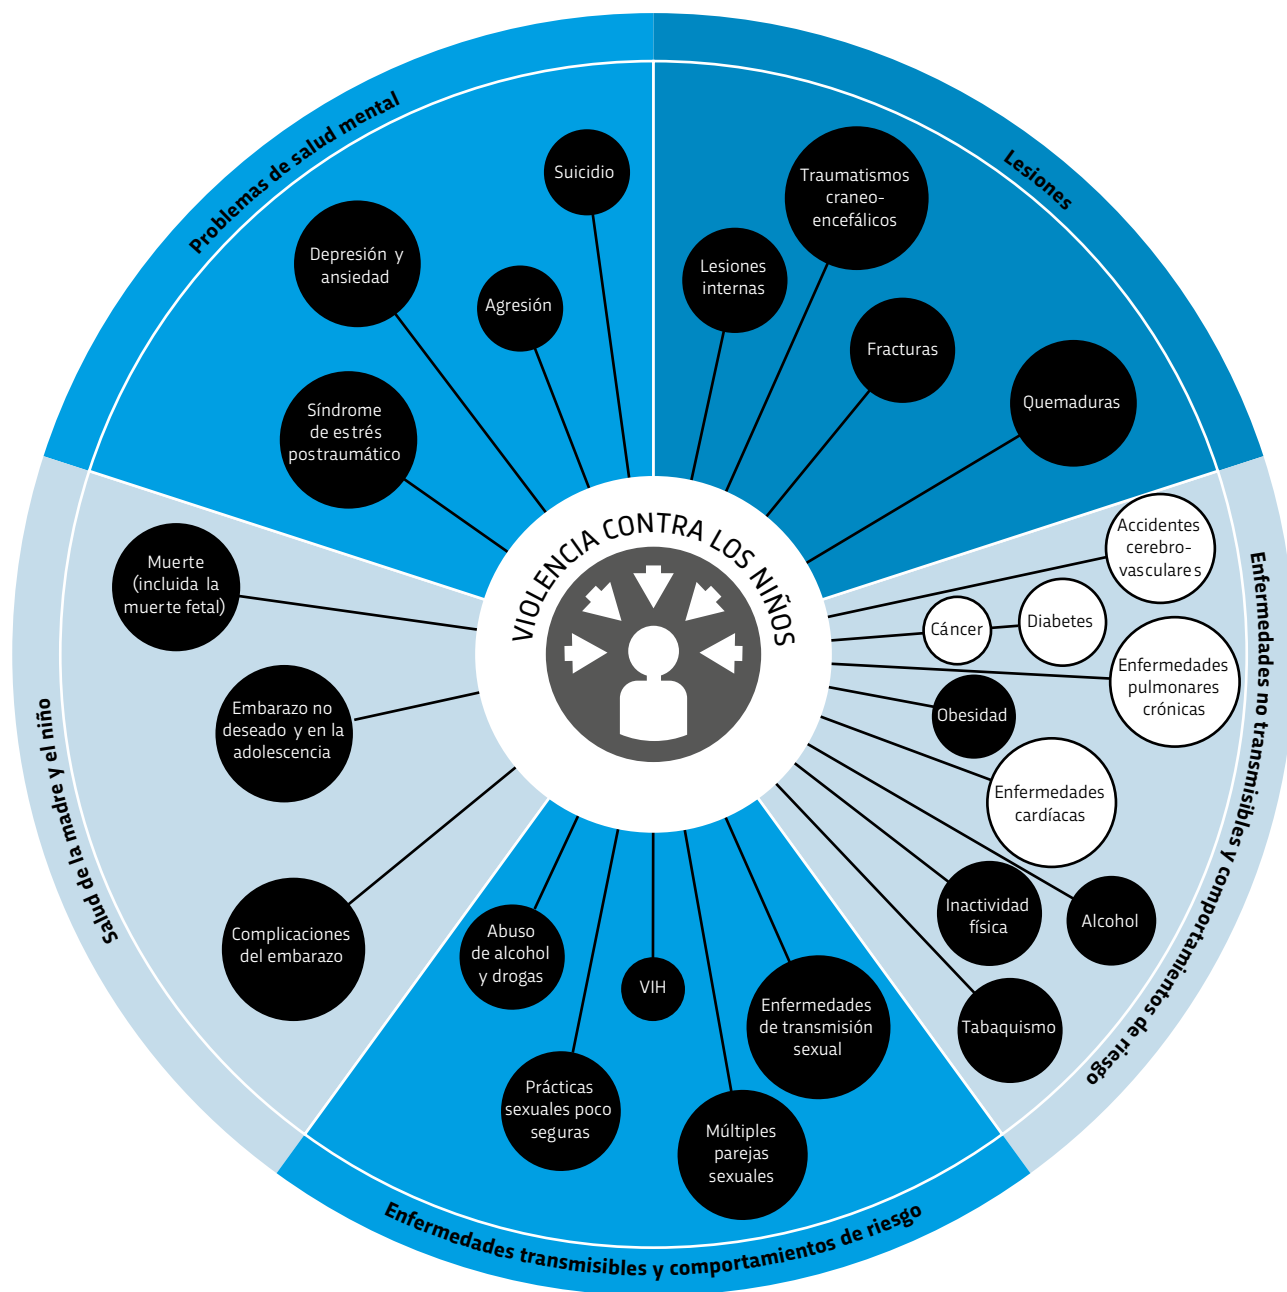 VIOLENCIA CONTRA LOS NIÑOS
Problemas de salud mental
Suicidio
Depresión y
ansiedad
Agresión
Síndrome
de estrés
postraumático
Lesiones
Traumatismos
craneo-
encefálicos
Lesiones
internas
Fracturas
Quemaduras
Enfermedades no transmisibles y comportamientos de riesgo
Accidentes
cerebro-
vasculares
Cáncer
Diabetes
Enfermedades
pulmonares
crónicas
Obesidad
Enfermedades
cardíacas
Alcohol
Inactividad
física
Tabaquismo
Enfermedades transmisibles y comportamientos de riesgo
Enfermedades
de transmisión
sexual
Múltiples
parejas
sexuales
VIH
Prácticas
sexuales poco
seguras
Abuso
de alcohol
y drogas
Salud de la madre y el niño
Complicaciones
del embarazo
Embarazo no
deseado y en la
adolescencia
Muerte
(incluida la
muerte fetal)